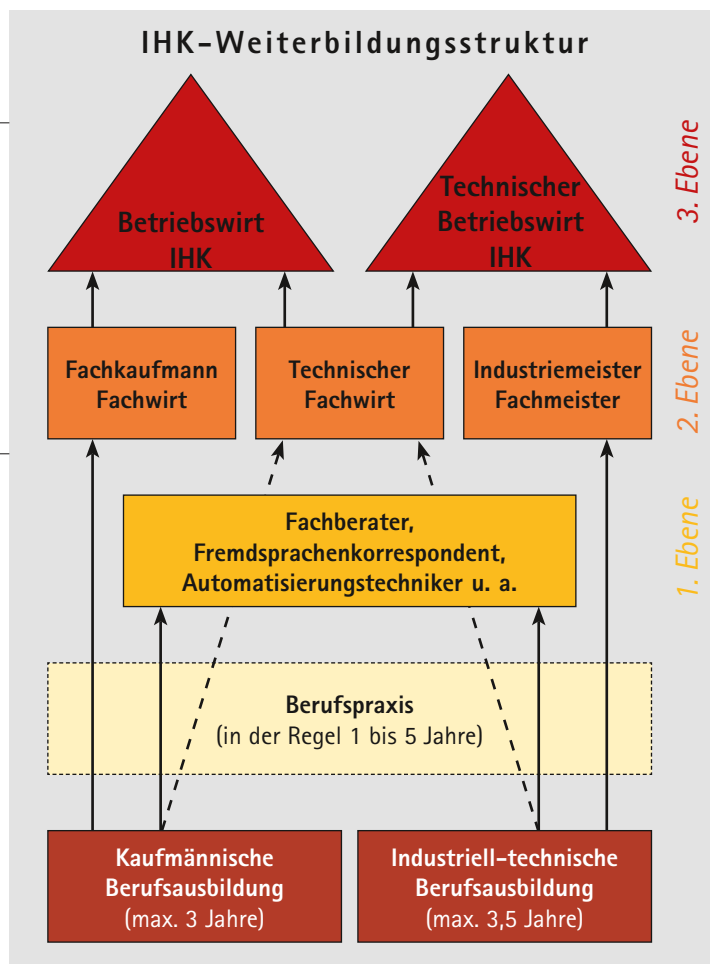 IHK-Weiterbildungsstruktur
Betriebswirt
IHK
Technischer
Betriebswirt
IHK
3. Ebene
Fachkaufmann
Fachwirt
Technischer
Fachwirt
Industriemeister
Fachmeister
2. Ebene
Fachberater,
Fremdsprachenkorrespondent,
Automatisierungstechniker u. a.
1. Ebene
Berufspraxis
(in der Regel 1 bis 5 Jahre)
Kaufmännische
Berufsausbildung
(max. 3 Jahre)
Industriell-technische
Berufsausbildung
(max. 3,5 Jahre)